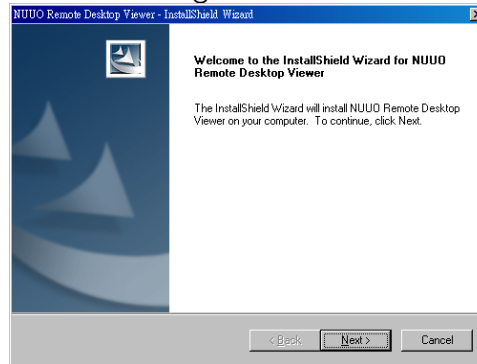 NUUO Remote Desktop Viewer - InstallShield Wizard
Welcome to the InstallShield Wizard for NUUO
Remote Desktop Viewer
The InstallShield Wizard will install NUUO Remote Desktop
Viewer on your computer. To continue, click Next.
< Back
Next >
Cancel